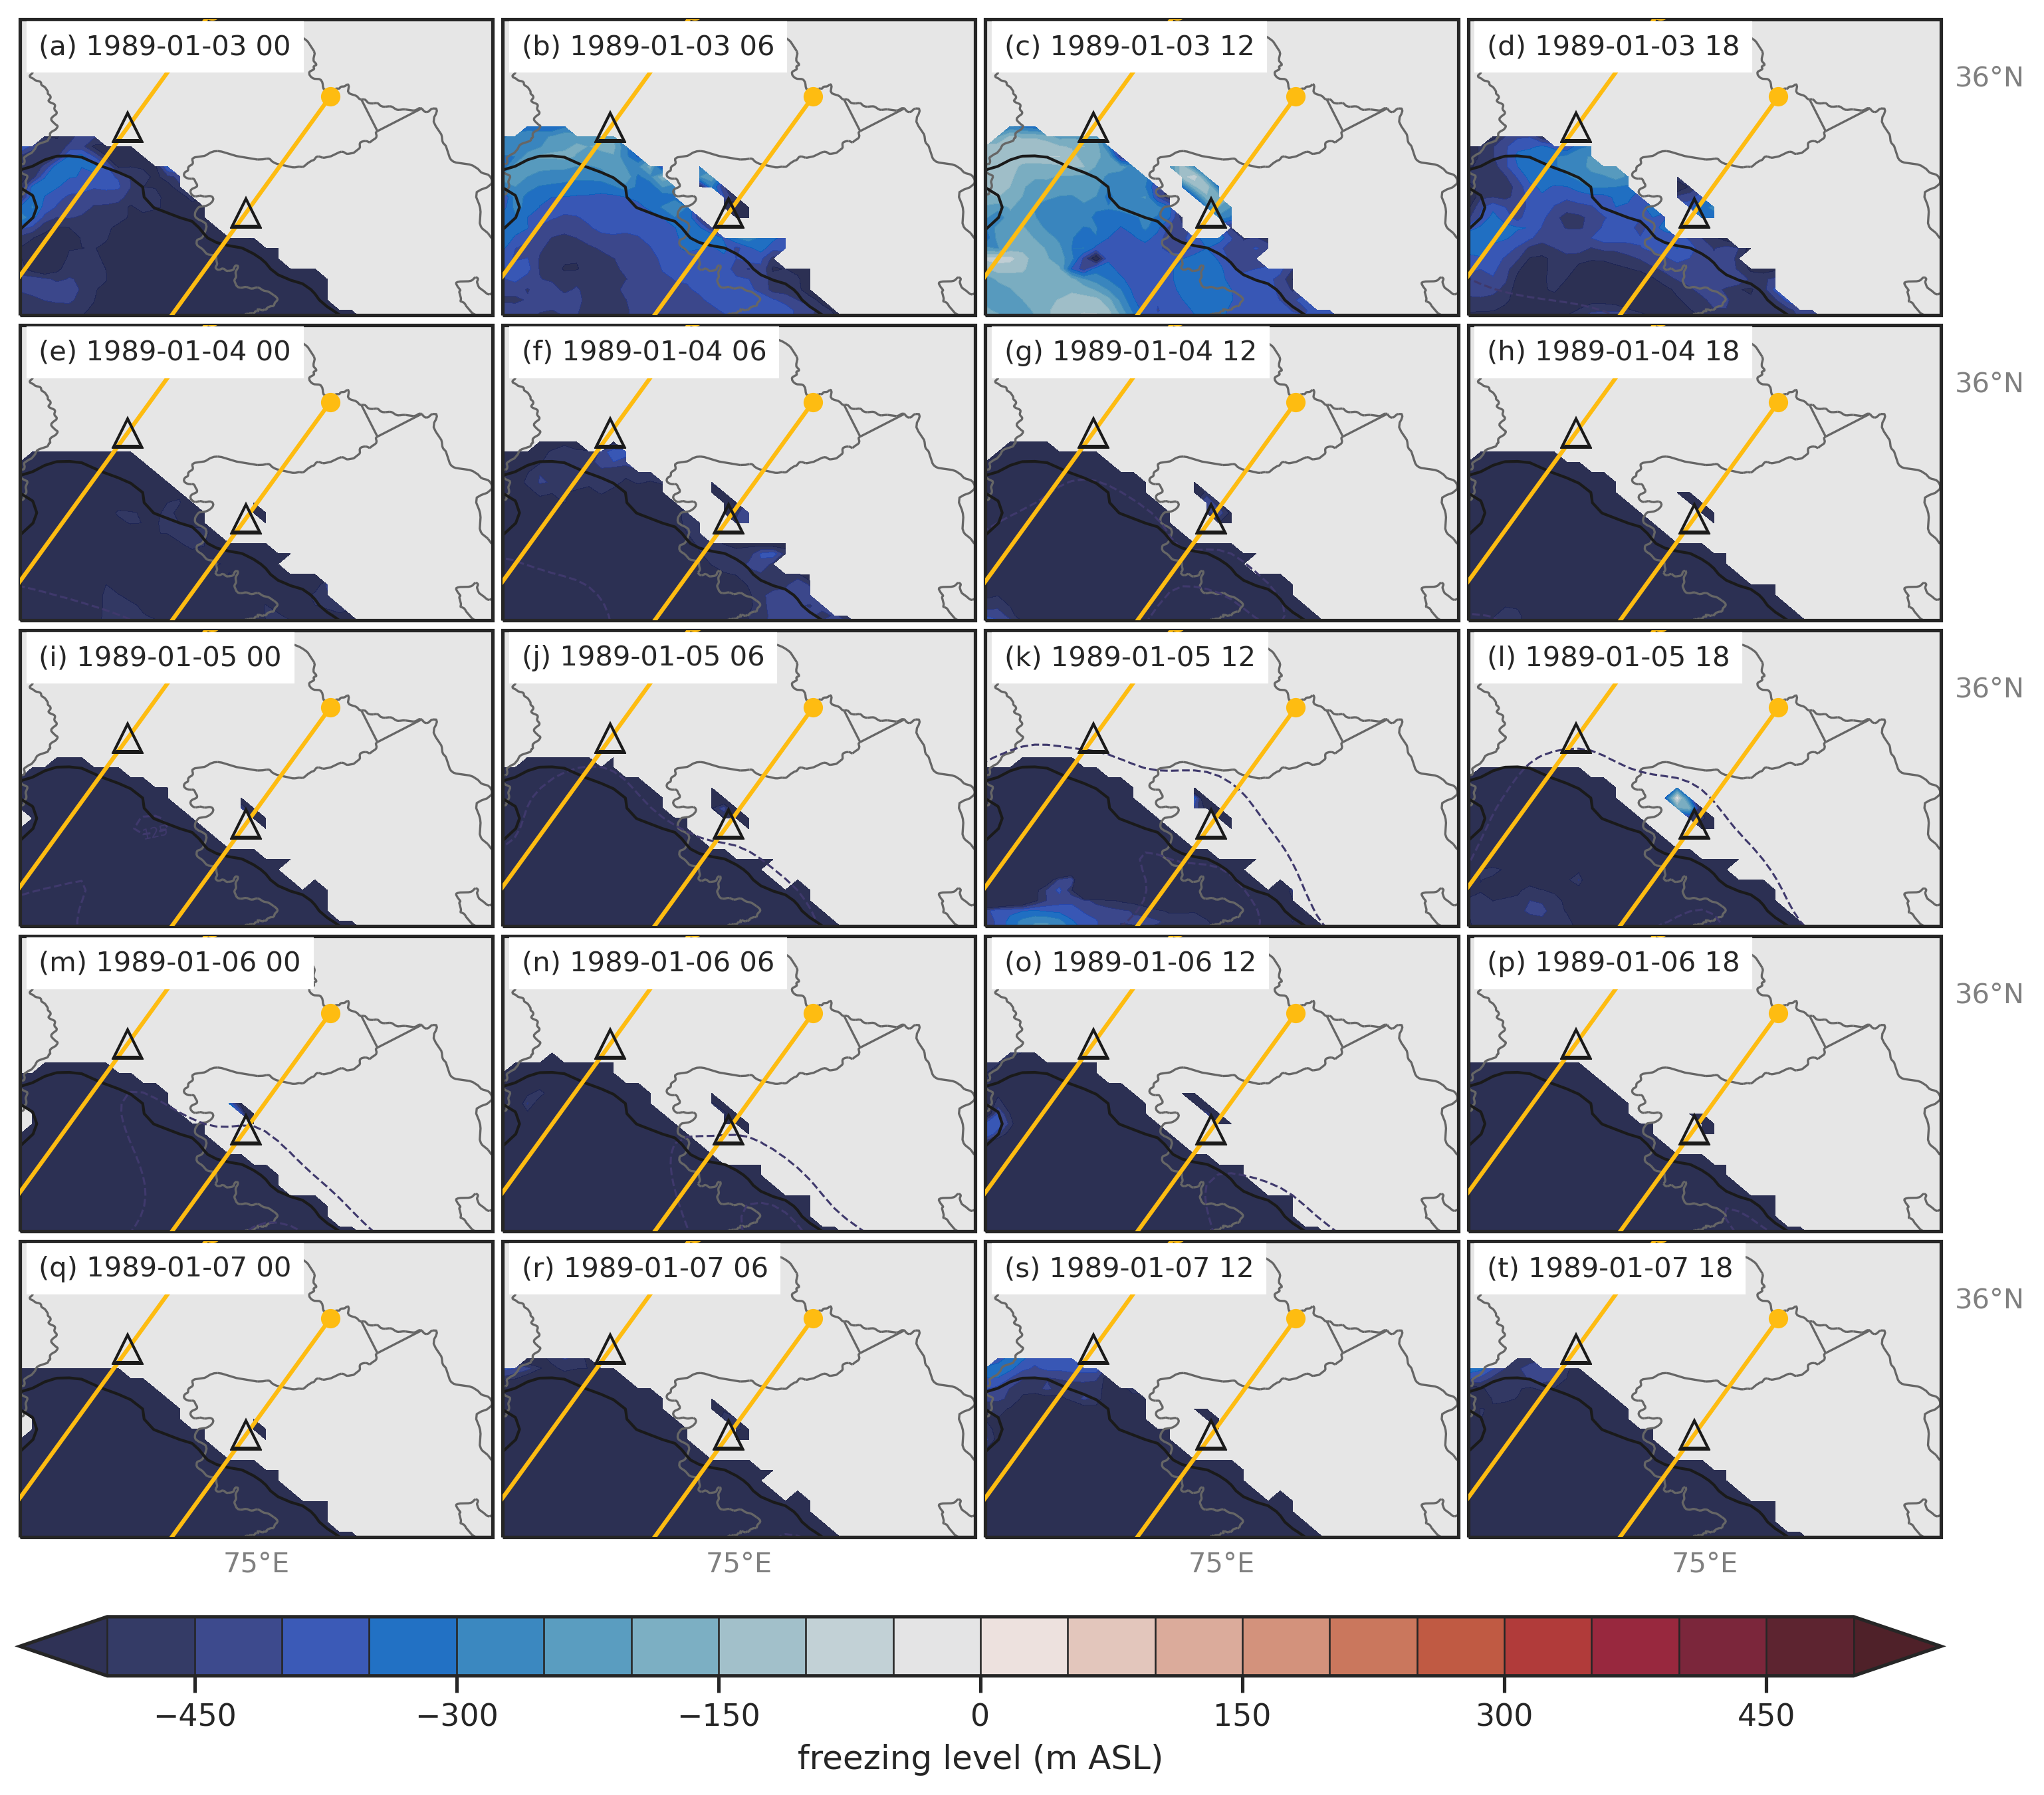 (a) 1989-01-03 00
(b) 1989-01-03 06
(c) 1989-01-03 12
(d) 1989-01-03 18
36°N
(e) 1989-01-04 00
(f) 1989-01-04 06
(g) 1989-01-04 12
(h) 1989-01-04 18
36°N
(i) 1989-01-05 00
(j) 1989-01-05 06
(k) 1989-01-05 12
(l) 1989-01-05 18
36°N
(m) 1989-01-06 00
(n) 1989-01-06 06
(o) 1989-01-06 12
(p) 1989-01-06 18
36°N
(q) 1989-01-07 00
(r) 1989-01-07 06
(s) 1989-01-07 12
(t) 1989-01-07 18
36°N
75°E
75°E
75°E
75°E
−450
−300
−150
0
150
300
450
freezing level (m ASL)